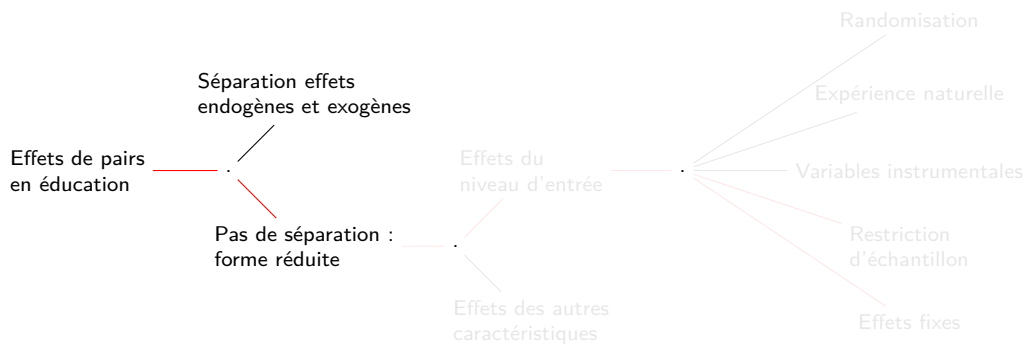 Effets de pairs
en éducation
Séparation effets
endogènes et exogènes
Pas de séparation :
forme réduite
Effets du
niveau d'entrée
Effets des autres
caractéristiques
Randomisation
Expérience naturelle
Variables instrumentales
Restriction
d'échantillon
Effets fixes